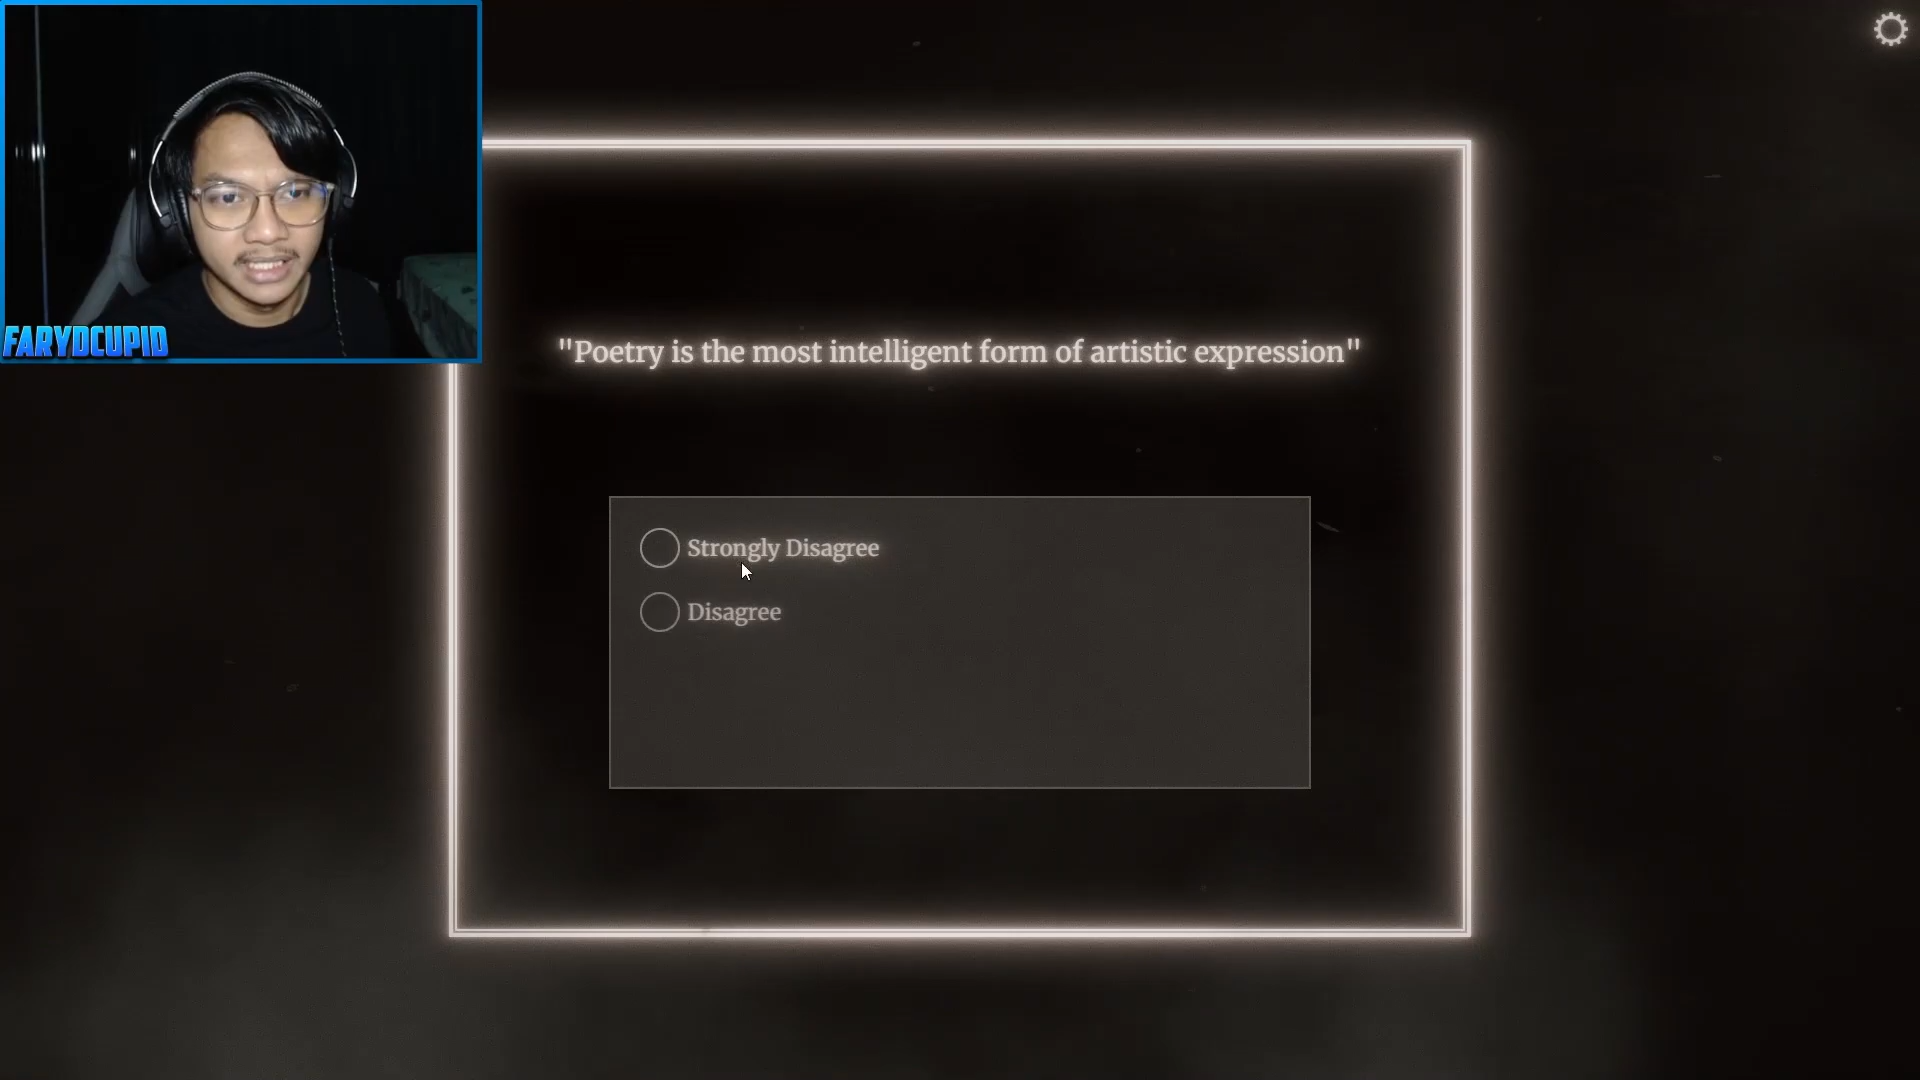 FARYDCUPID
"Poetry is the most intelligent form of artistic expression"
Strongly Disagree
Disagree